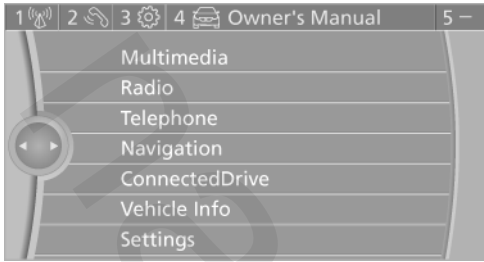 1 2 3 4 Owner's Manual 5 –
Multimedia
Radio
Telephone
Navigation
ConnectedDrive
Vehicle Info
Settings